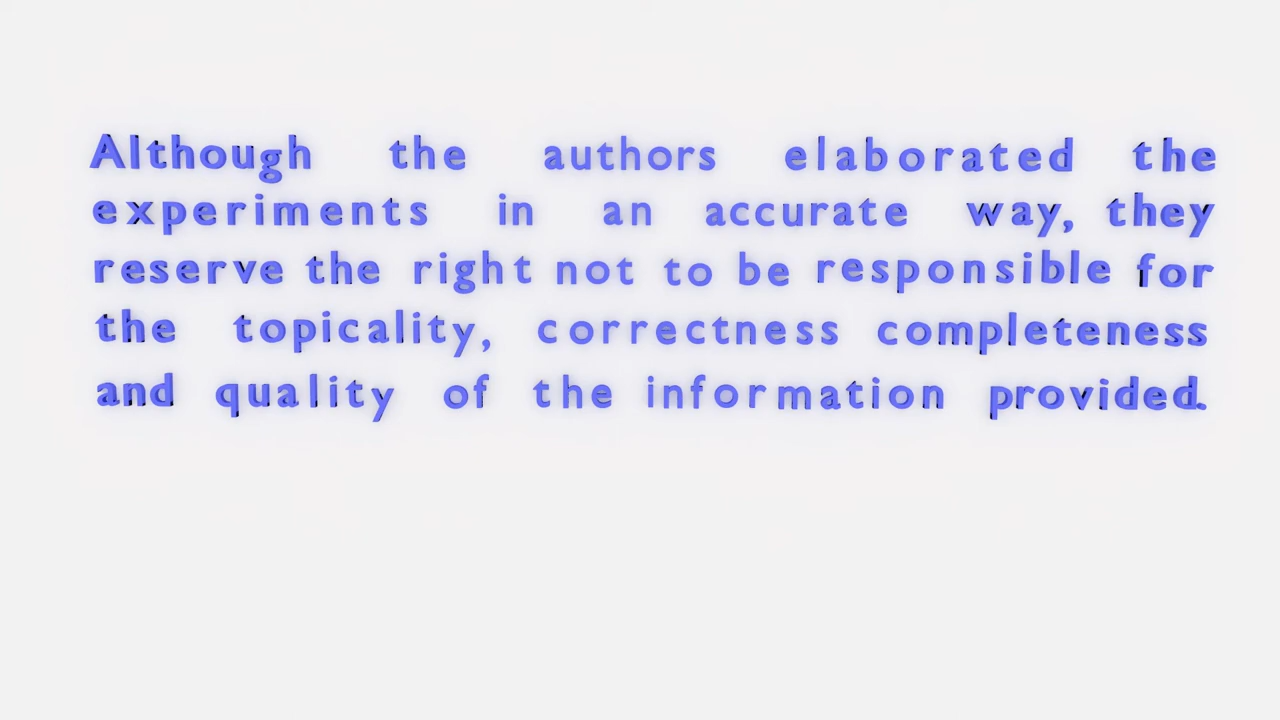 Although the authors elaborated the
experiments in an accurate way, they
reserve the right not to be responsible for
the topicality, correctness completeness
and quality of the information provided.